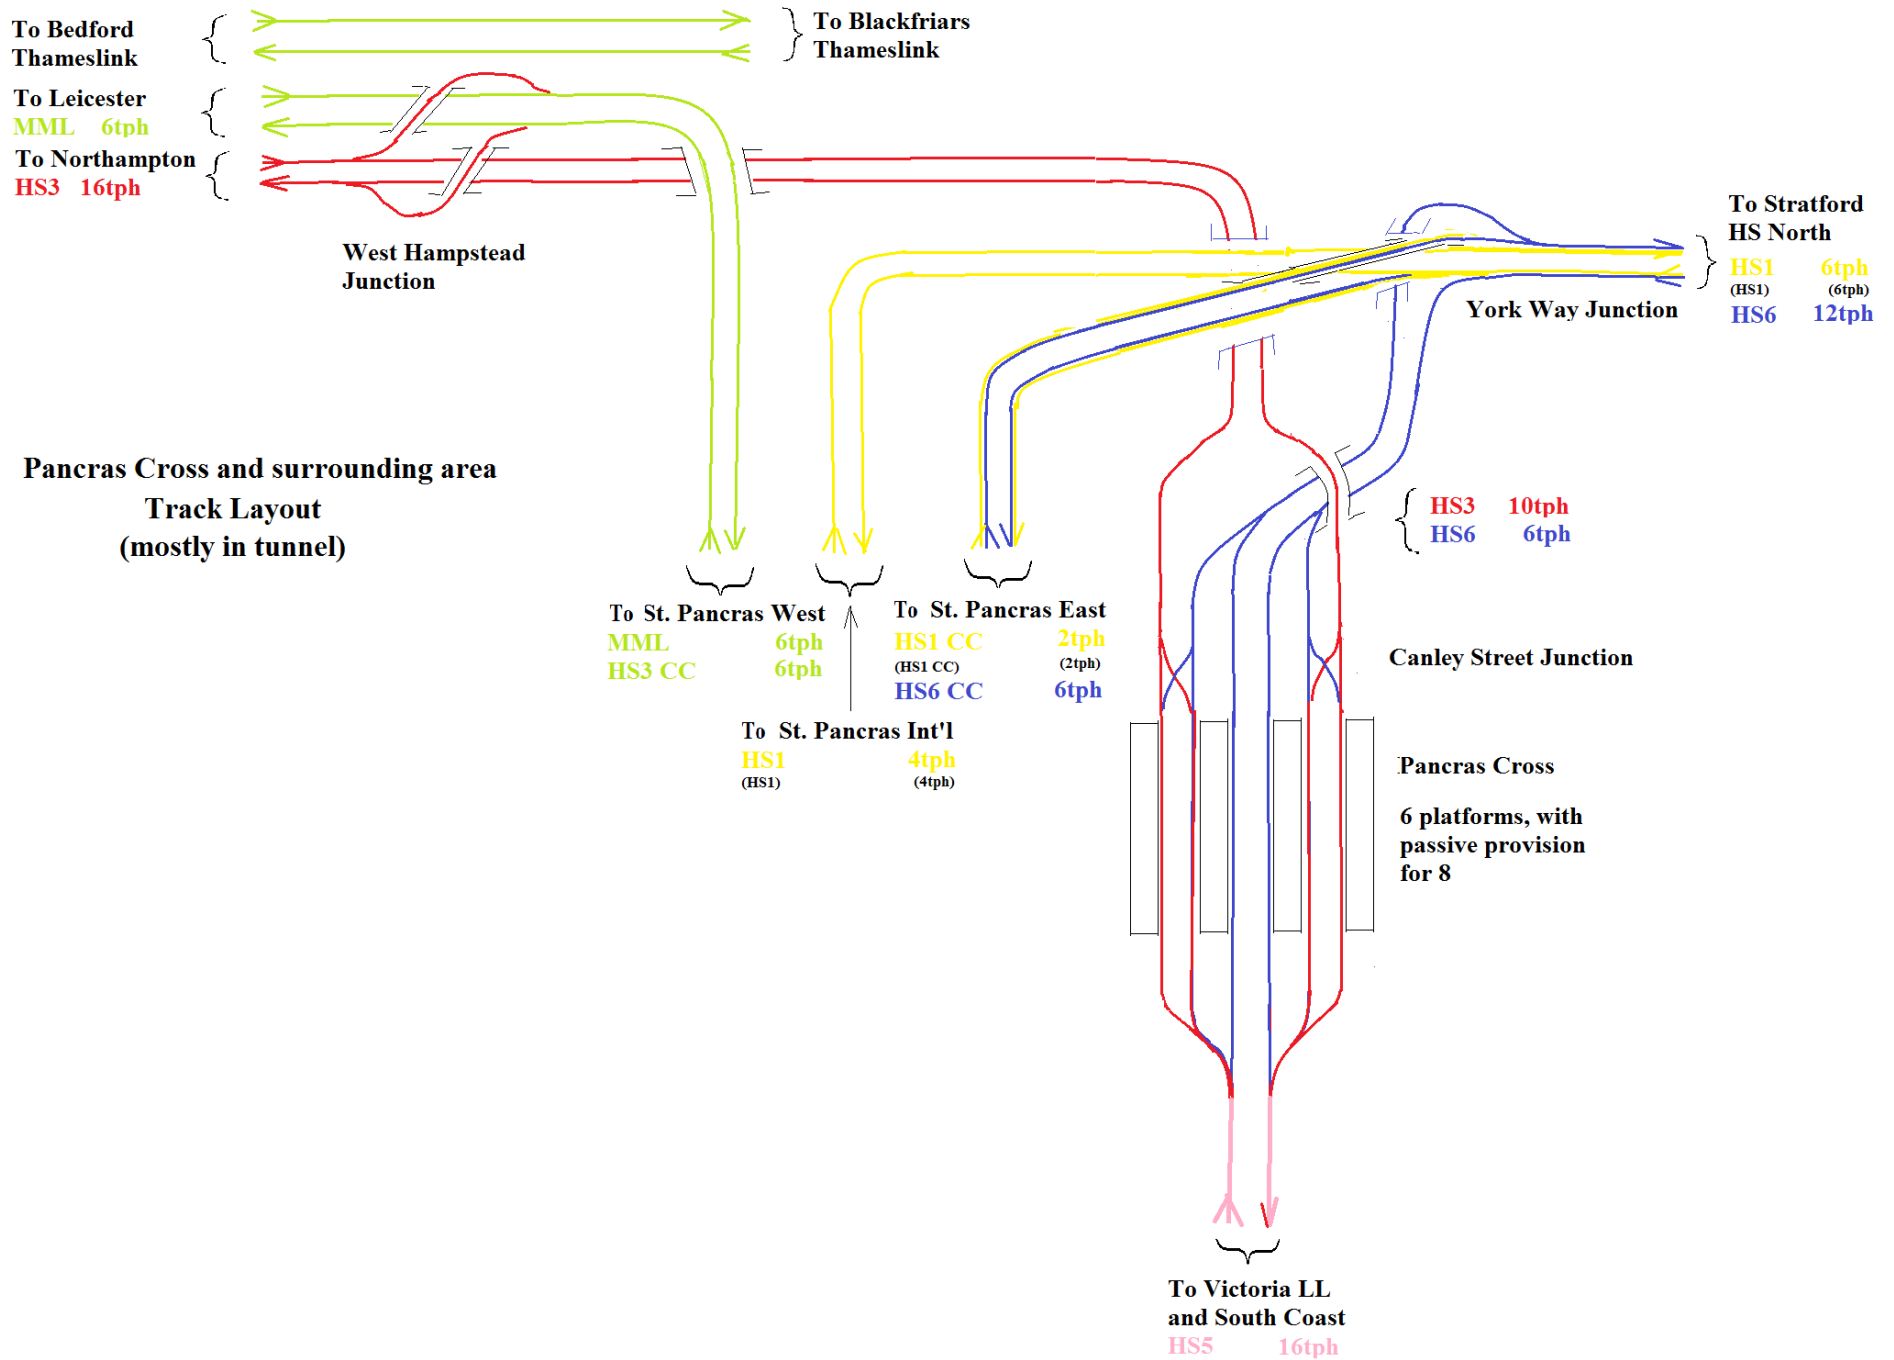 To Bedford
Thameslink
To Blackfriars
Thameslink
To Leicester
MML 6tph
To Northampton
HS3 16tph
West Hampstead
Junction
To Stratford
HS North
HS1 6tph
(HS1) (6tph)
HS6 12tph
York Way Junction
Pancras Cross and surrounding area
Track Layout
(mostly in tunnel)
HS3 10tph
HS6 6tph
To St. Pancras West
MML 6tph
HS3 CC 6tph
To St. Pancras East
HS1 CC 2tph
(HS1 CC) (2tph)
HS6 CC 6tph
Canley Street Junction
To St. Pancras Int'l
HS1 4tph
(HS1) (4tph)
Pancras Cross
6 platforms, with
passive provision
for 8
To Victoria LL
and South Coast
HS5 16tph